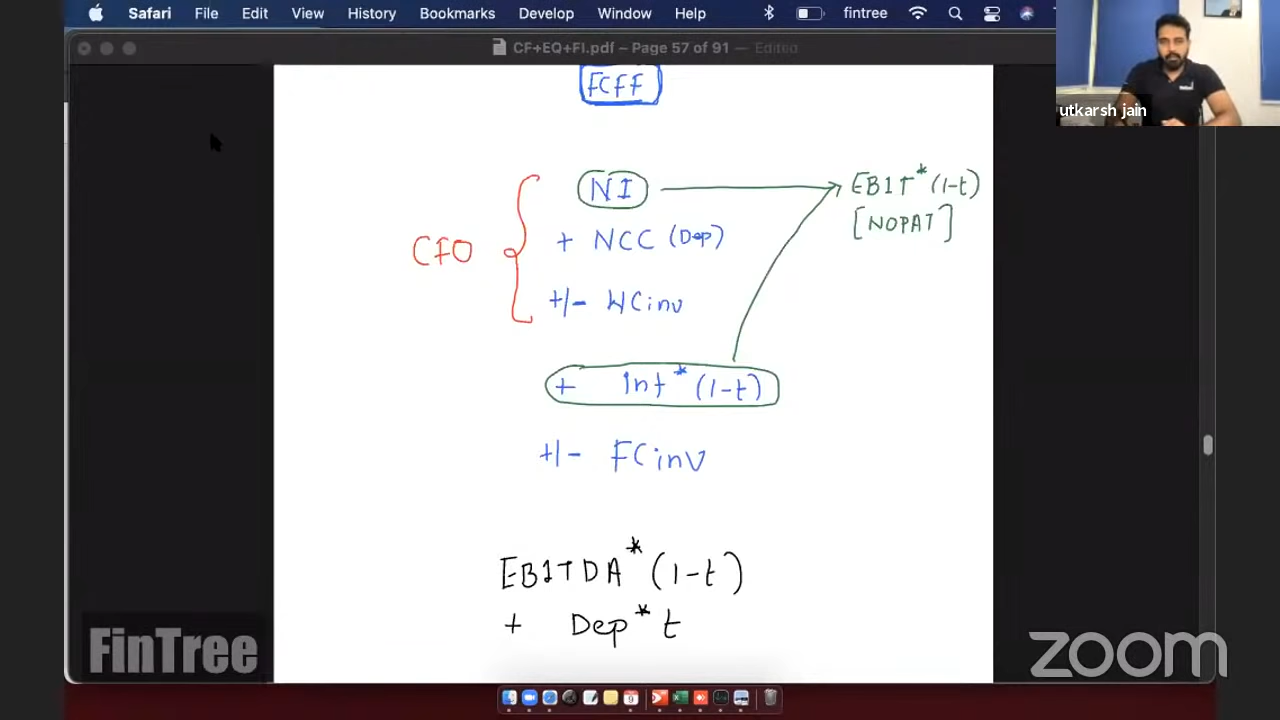 Safari File Edit View History Bookmarks Develop Window Help fintree
CF+EQ+FI.pdf – Page 57 of 91 — Edited
utkarsh jain
FCFF
NI
EBIT*(1-t)
[NOPAT]
CFO
+ NCC (Dep)
+/- WCinv
+ Int*(1-t)
+/- FCinv
EBITDA*(1-t)
+ Dep*t
FinTree
zoom